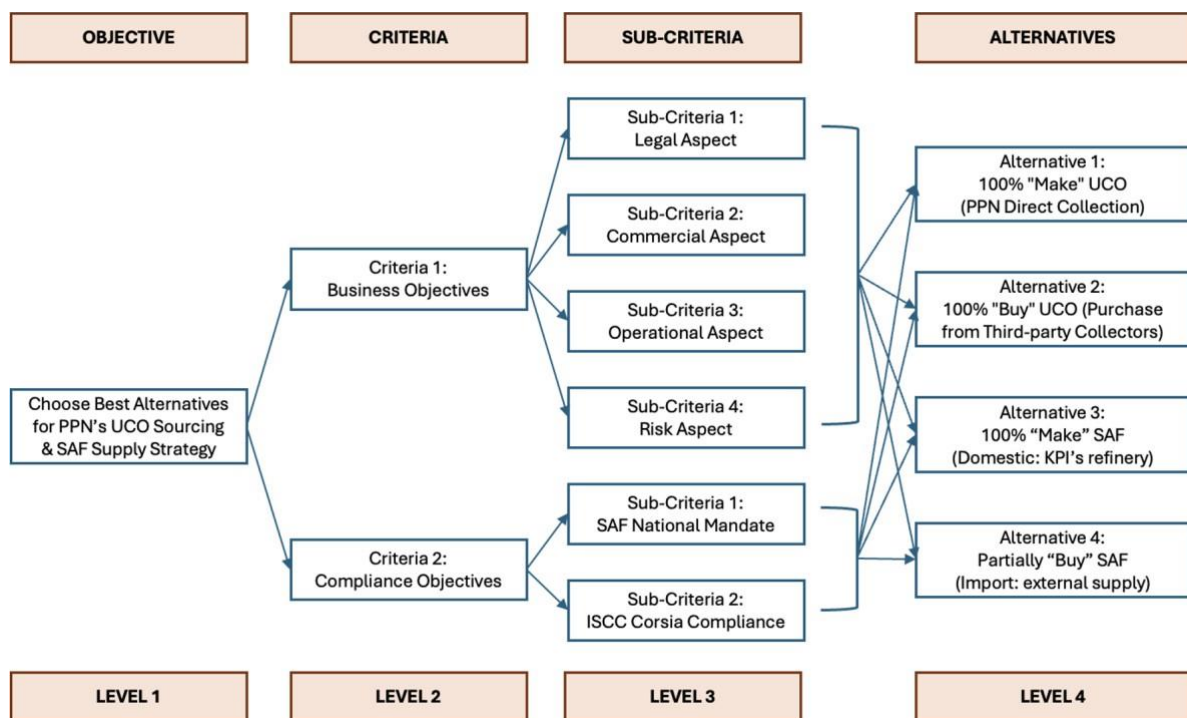 OBJECTIVE
CRITERIA
SUB-CRITERIA
ALTERNATIVES
Sub-Criteria 1:
Legal Aspect
Sub-Criteria 2:
Commercial Aspect
Sub-Criteria 3:
Operational Aspect
Sub-Criteria 4:
Risk Aspect
Sub-Criteria 1:
SAF National Mandate
Sub-Criteria 2:
ISCC Corsia Compliance
Criteria 1:
Business Objectives
Criteria 2:
Compliance Objectives
Choose Best Alternatives
for PPN’s UCO Sourcing
& SAF Supply Strategy
Alternative 1:
100% "Make" UCO
(PPN Direct Collection)
Alternative 2:
100% "Buy" UCO (Purchase
from Third-party Collectors)
Alternative 3:
100% “Make” SAF
(Domestic: KPI’s refinery)
Alternative 4:
Partially “Buy” SAF
(Import: external supply)
LEVEL 1
LEVEL 2
LEVEL 3
LEVEL 4